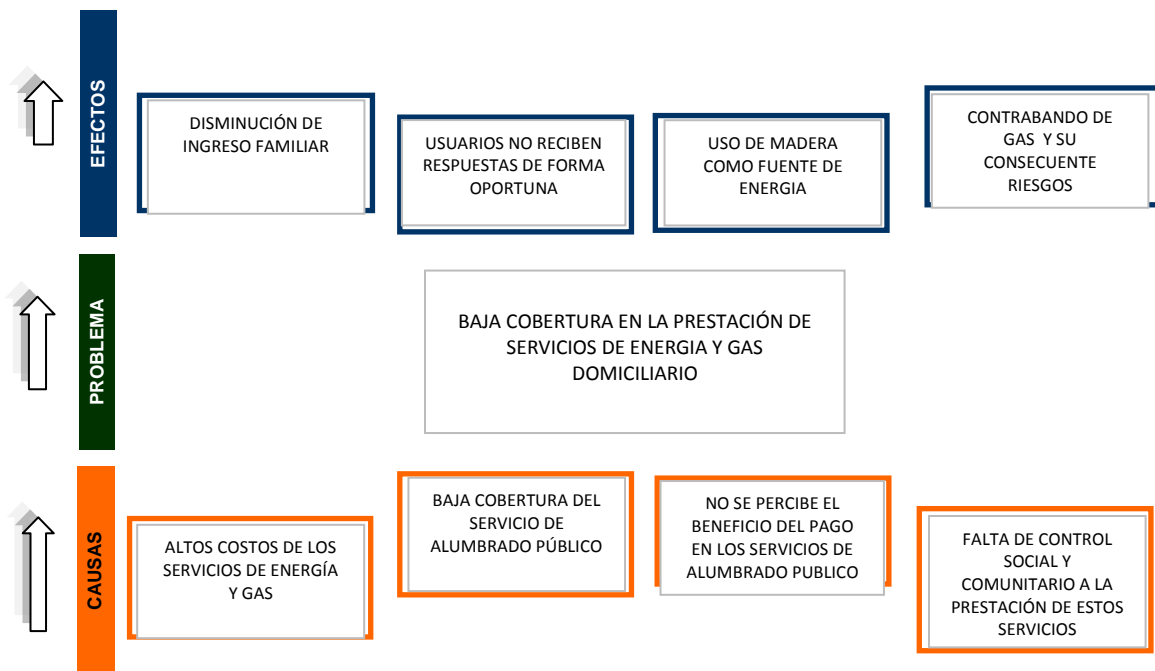 EFECTOS
DISMINUCIÓN DE
INGRESO FAMILIAR
USUARIOS NO RECIBEN
RESPUESTAS DE FORMA
OPORTUNA
USO DE MADERA
COMO FUENTE DE
ENERGIA
CONTRABANDO DE
GAS Y SU
CONSECUENTE
RIESGOS
PROBLEMA
BAJA COBERTURA EN LA PRESTACIÓN DE
SERVICIOS DE ENERGIA Y GAS
DOMICILIARIO
CAUSAS
ALTOS COSTOS DE LOS
SERVICIOS DE ENERGÍA
Y GAS
BAJA COBERTURA DEL
SERVICIO DE
ALUMBRADO PÚBLICO
NO SE PERCIBE EL
BENEFICIO DEL PAGO
EN LOS SERVICIOS DE
ALUMBRADO PUBLICO
FALTA DE CONTROL
SOCIAL Y
COMUNITARIO A LA
PRESTACIÓN DE ESTOS
SERVICIOS